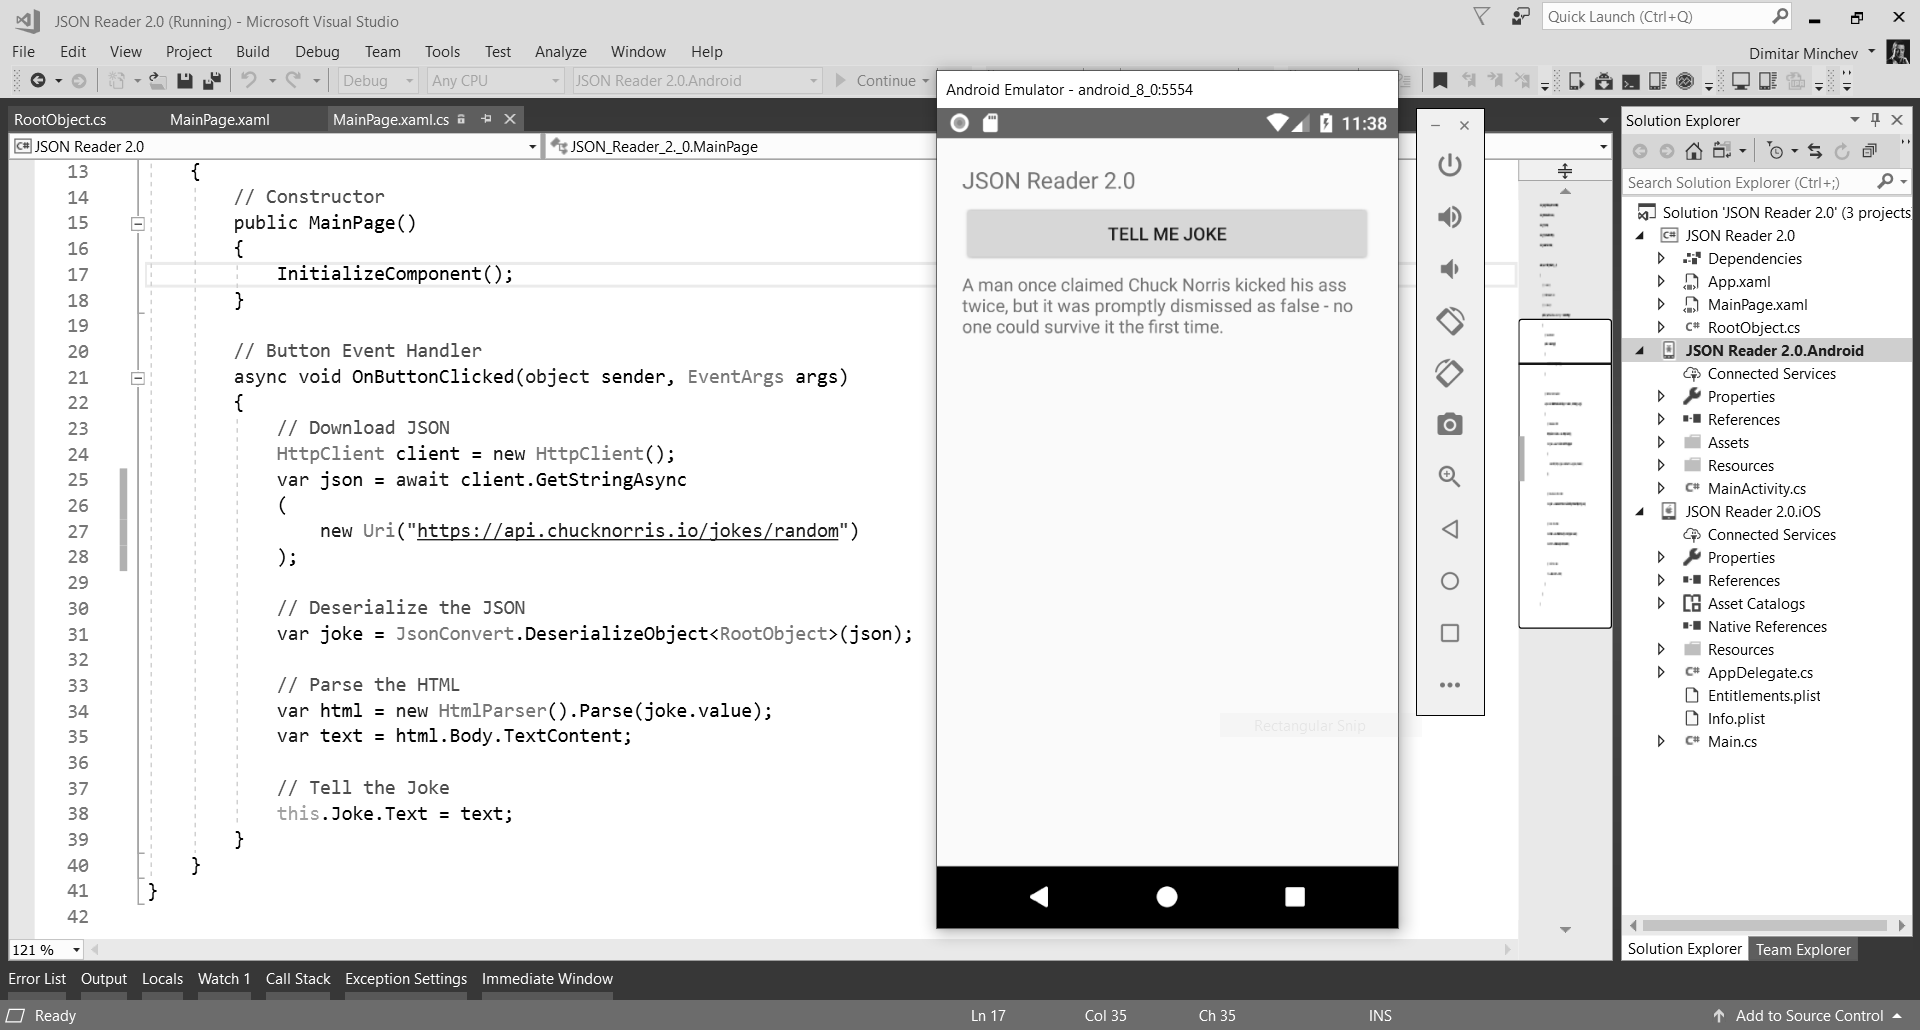 JSON Reader 2.0 (Running) - Microsoft Visual Studio
Quick Launch (Ctrl+Q)
File Edit View Project Build Debug Team Tools Test Analyze Window Help
Dimitar Minchev
Debug Any CPU JSON Reader 2.0.Android Continue
RootObject.cs MainPage.xaml MainPage.xaml.cs
C# JSON Reader 2.0 JSON_Reader_2._0.MainPage
13 {
14 // Constructor
15 public MainPage()
16 {
17 InitializeComponent();
18 }
19
20 // Button Event Handler
21 async void OnButtonClicked(object sender, EventArgs args)
22 {
23 // Download JSON
24 HttpClient client = new HttpClient();
25 var json = await client.GetStringAsync
26 (
27 new Uri("https://api.chucknorris.io/jokes/random")
28 );
29
30 // Deserialize the JSON
31 var joke = JsonConvert.DeserializeObject<RootObject>(json);
32
33 // Parse the HTML
34 var html = new HtmlParser().Parse(joke.value);
35 var text = html.Body.TextContent;
36
37 // Tell the Joke
38 this.Joke.Text = text;
39 }
40 }
41 }
42
121 %
Android Emulator - android_8_0:5554
11:38
JSON Reader 2.0
TELL ME JOKE
A man once claimed Chuck Norris kicked his ass
twice, but it was promptly dismissed as false - no
one could survive it the first time.
Rectangular Snip
Solution Explorer
Search Solution Explorer (Ctrl+;)
Solution 'JSON Reader 2.0' (3 projects
C# JSON Reader 2.0
Dependencies
App.xaml
MainPage.xaml
C# RootObject.cs
JSON Reader 2.0.Android
Connected Services
Properties
References
Assets
Resources
C# MainActivity.cs
JSON Reader 2.0.iOS
Connected Services
Properties
References
Asset Catalogs
Native References
Resources
C# AppDelegate.cs
Entitlements.plist
Info.plist
C# Main.cs
Solution Explorer Team Explorer
Error List Output Locals Watch 1 Call Stack Exception Settings Immediate Window
Ready Ln 17 Col 35 Ch 35 INS Add to Source Control